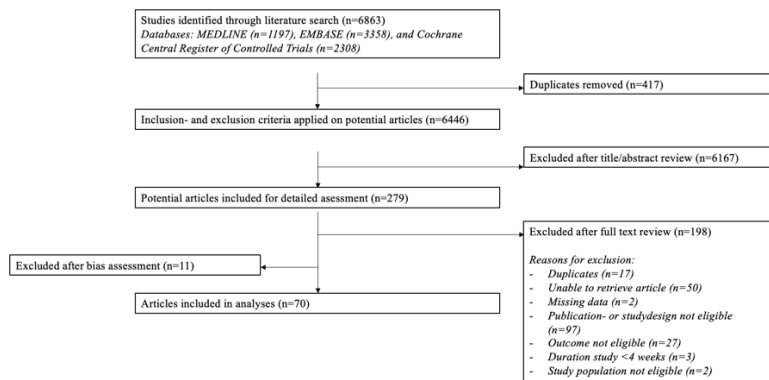 Studies identified through literature search (n=6863)
Databases: MEDLINE (n=1197), EMBASE (n=3358), and Cochrane
Central Register of Controlled Trials (n=2308)
Duplicates removed (n=417)
Inclusion- and exclusion criteria applied on potential articles (n=6446)
Excluded after title/abstract review (n=6167)
Potential articles included for detailed asessment (n=279)
Excluded after full text review (n=198)
Reasons for exclusion:
- Duplicates (n=17)
- Unable to retrieve article (n=50)
- Missing data (n=2)
- Publication- or studydesign not eligible
(n=97)
- Outcome not eligible (n=27)
- Duration study <4 weeks (n=3)
- Study population not eligible (n=2)
Excluded after bias assessment (n=11)
Articles included in analyses (n=70)